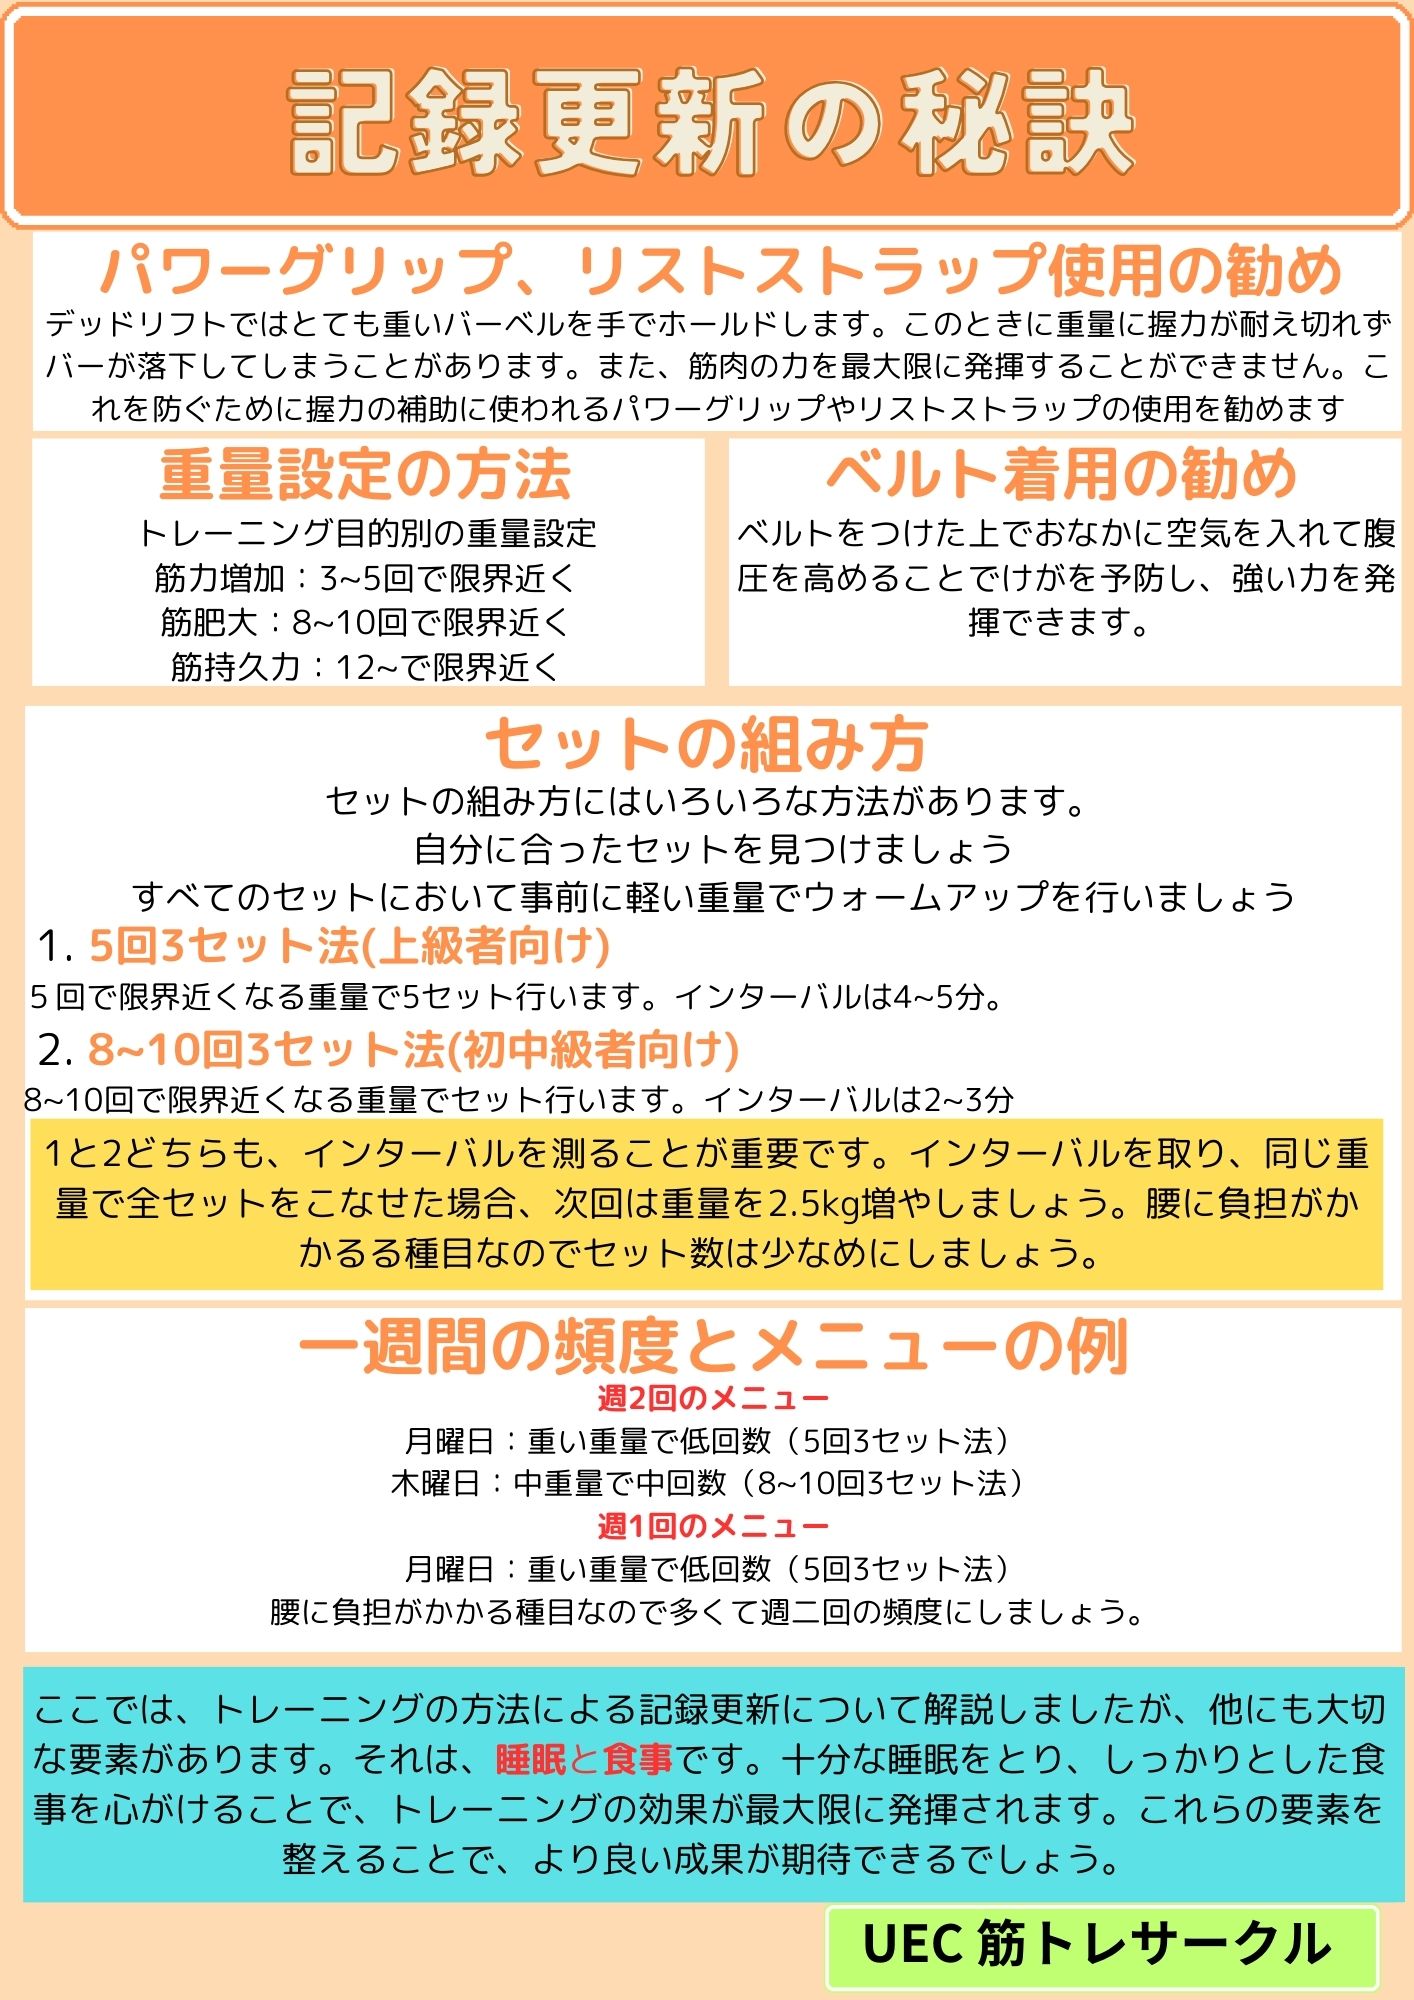 記録更新の秘訣
パワーグリップ、リストストラップ使用の勧め
デッドリフトではとても重いバーベルを手でホールドします。このときに重量に握力が耐え切れず
バーが落下してしまうことがあります。また、筋肉の力を最大限に発揮することができません。こ
れを防ぐために握力の補助に使われるパワーグリップやリストストラップの使用を勧めます
重量設定の方法
トレーニング目的別の重量設定
筋力増加：3~5回で限界近く
筋肥大：8~10回で限界近く
筋持久力：12~で限界近く
ベルト着用の勧め
ベルトをつけた上でおなかに空気を入れて腹
圧を高めることでけがを予防し、強い力を発
揮できます。
セットの組み方
セットの組み方にはいろいろな方法があります。
自分に合ったセットを見つけましょう
すべてのセットにおいて事前に軽い重量でウォームアップを行いましょう
1. 5回3セット法(上級者向け)
５回で限界近くなる重量で5セット行います。インターバルは4~5分。
2. 8~10回3セット法(初中級者向け)
8~10回で限界近くなる重量でセット行います。インターバルは2~3分
1と2どちらも、インターバルを測ることが重要です。インターバルを取り、同じ重
量で全セットをこなせた場合、次回は重量を2.5kg増やしましょう。腰に負担がか
かるる種目なのでセット数は少なめにしましょう。
一週間の頻度とメニューの例
週2回のメニュー
月曜日：重い重量で低回数（5回3セット法）
木曜日：中重量で中回数（8~10回3セット法）
週1回のメニュー
月曜日：重い重量で低回数（5回3セット法）
腰に負担がかかる種目なので多くて週二回の頻度にしましょう。
ここでは、トレーニングの方法による記録更新について解説しましたが、他にも大切
な要素があります。それは、睡眠と食事です。十分な睡眠をとり、しっかりとした食
事を心がけることで、トレーニングの効果が最大限に発揮されます。これらの要素を
整えることで、より良い成果が期待できるでしょう。
UEC 筋トレサークル